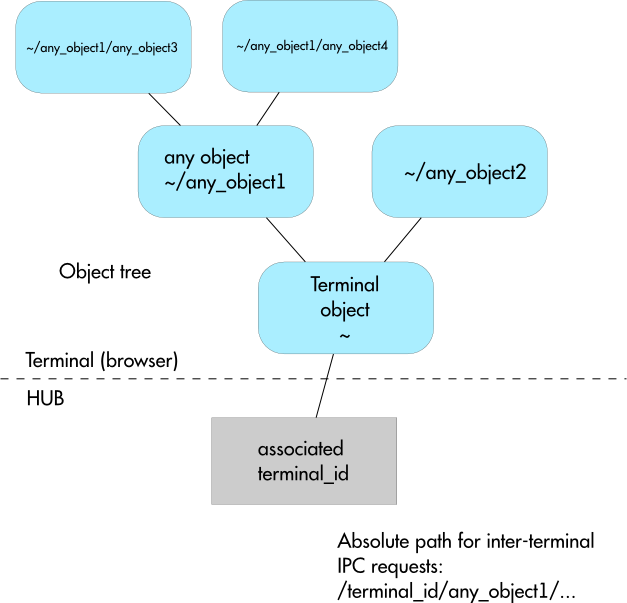 ~/any_object1/any_object3
~/any_object1/any_object4
any object
~/any_object1
~/any_object2
Object tree
Terminal
object
~
Terminal (browser)
HUB
associated
terminal_id
Absolute path for inter-terminal
IPC requests:
/terminal_id/any_object1/...